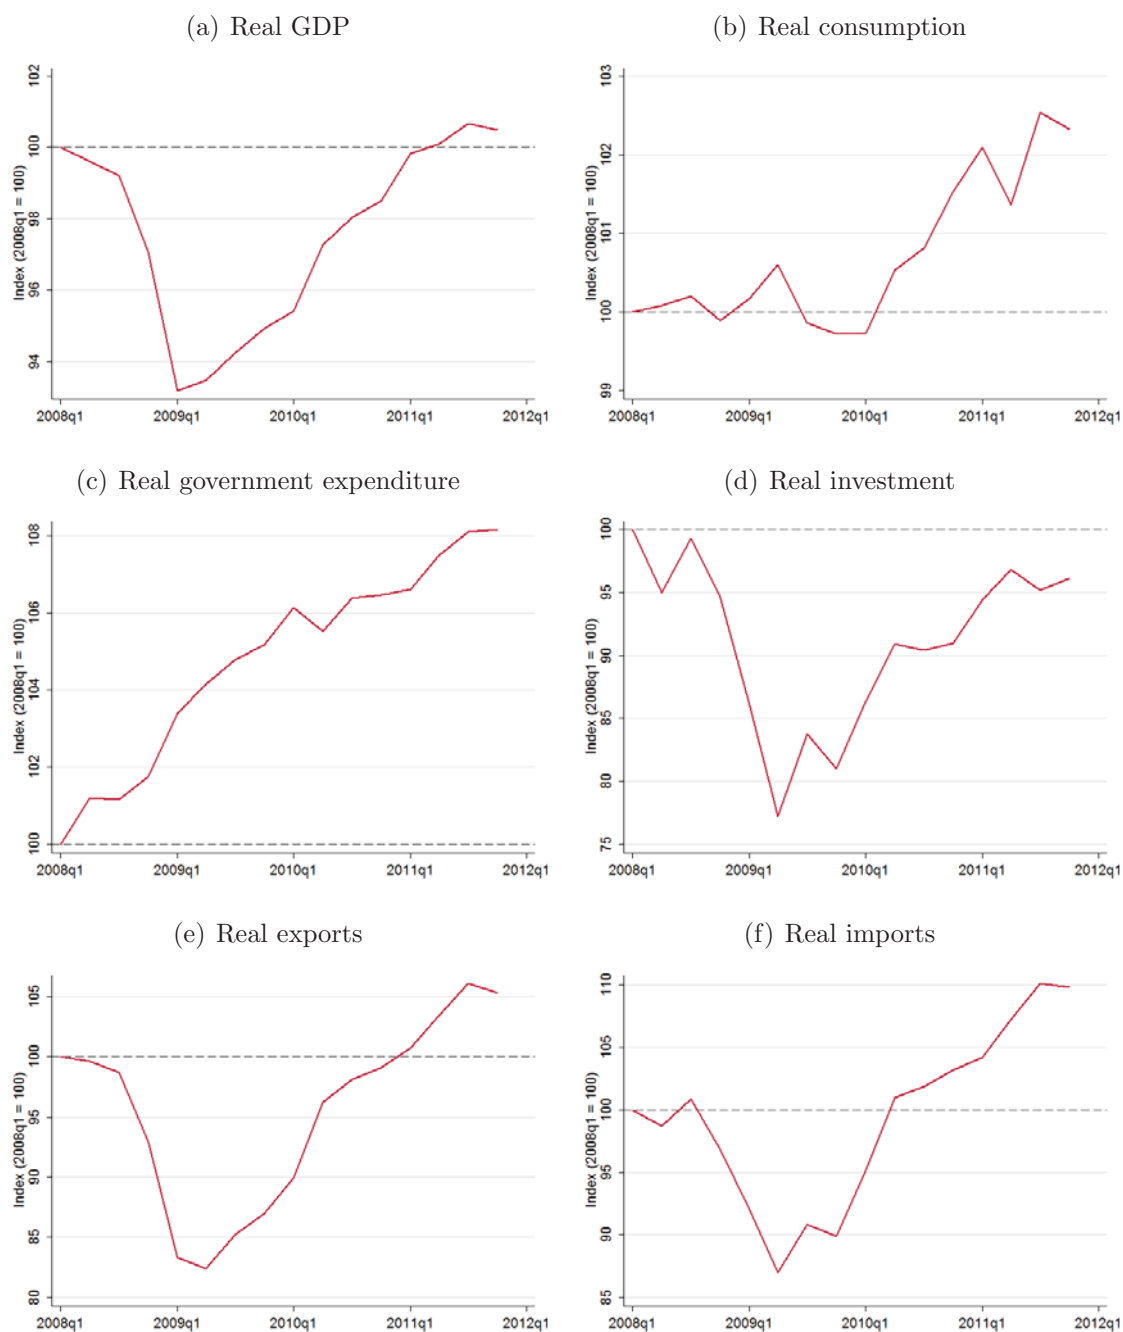 (a) Real GDP
(b) Real consumption
Index (2008q1 = 100)
102
100
98
96
94
2008q1 2009q1 2010q1 2011q1 2012q1
Index (2008q1 = 100)
103
102
101
100
99
2008q1 2009q1 2010q1 2011q1 2012q1
(c) Real government expenditure
(d) Real investment
Index (2008q1 = 100)
108
106
104
102
100
2008q1 2009q1 2010q1 2011q1 2012q1
Index (2008q1 = 100)
100
95
90
85
80
75
2008q1 2009q1 2010q1 2011q1 2012q1
(e) Real exports
(f) Real imports
Index (2008q1 = 100)
105
100
95
90
85
80
2008q1 2009q1 2010q1 2011q1 2012q1
Index (2008q1 = 100)
110
105
100
95
90
85
2008q1 2009q1 2010q1 2011q1 2012q1